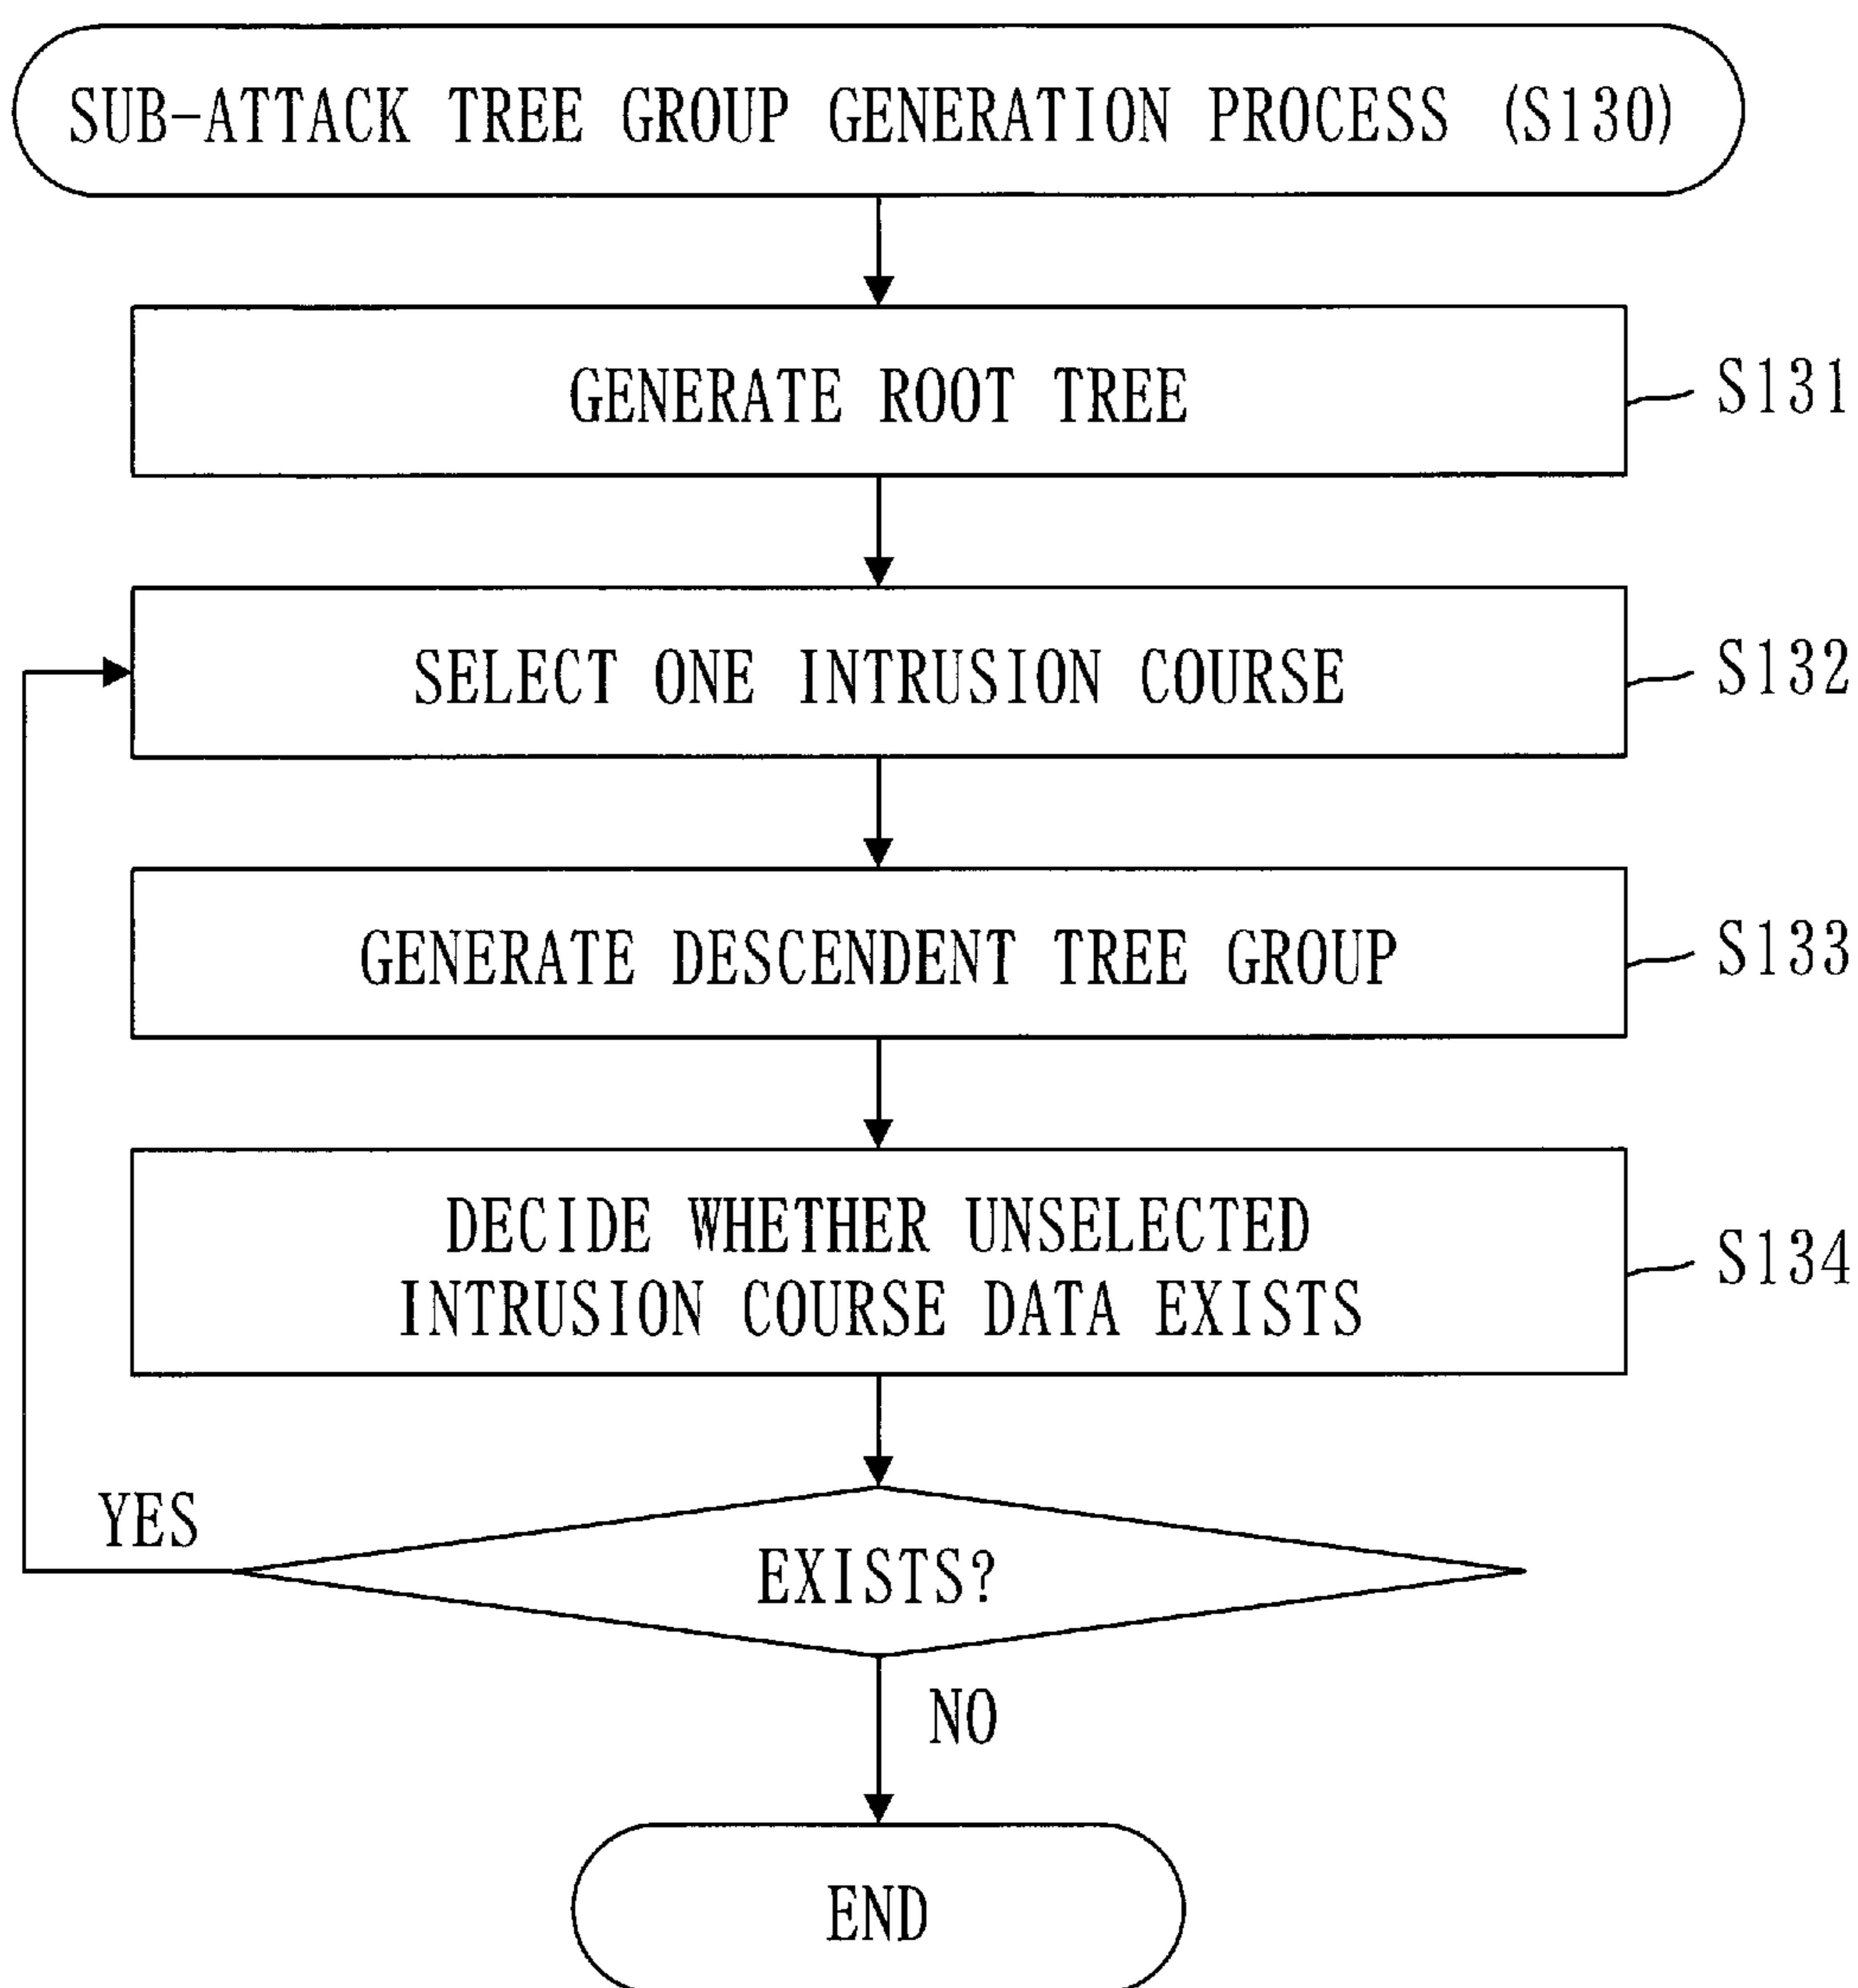 SUB-ATTACK TREE GROUP GENERATION PROCESS (S130)
GENERATE ROOT TREE
S131
SELECT ONE INTRUSION COURSE
S132
GENERATE DESCENDENT TREE GROUP
S133
DECIDE WHETHER UNSELECTED
INTRUSION COURSE DATA EXISTS
S134
YES
EXISTS?
NO
END